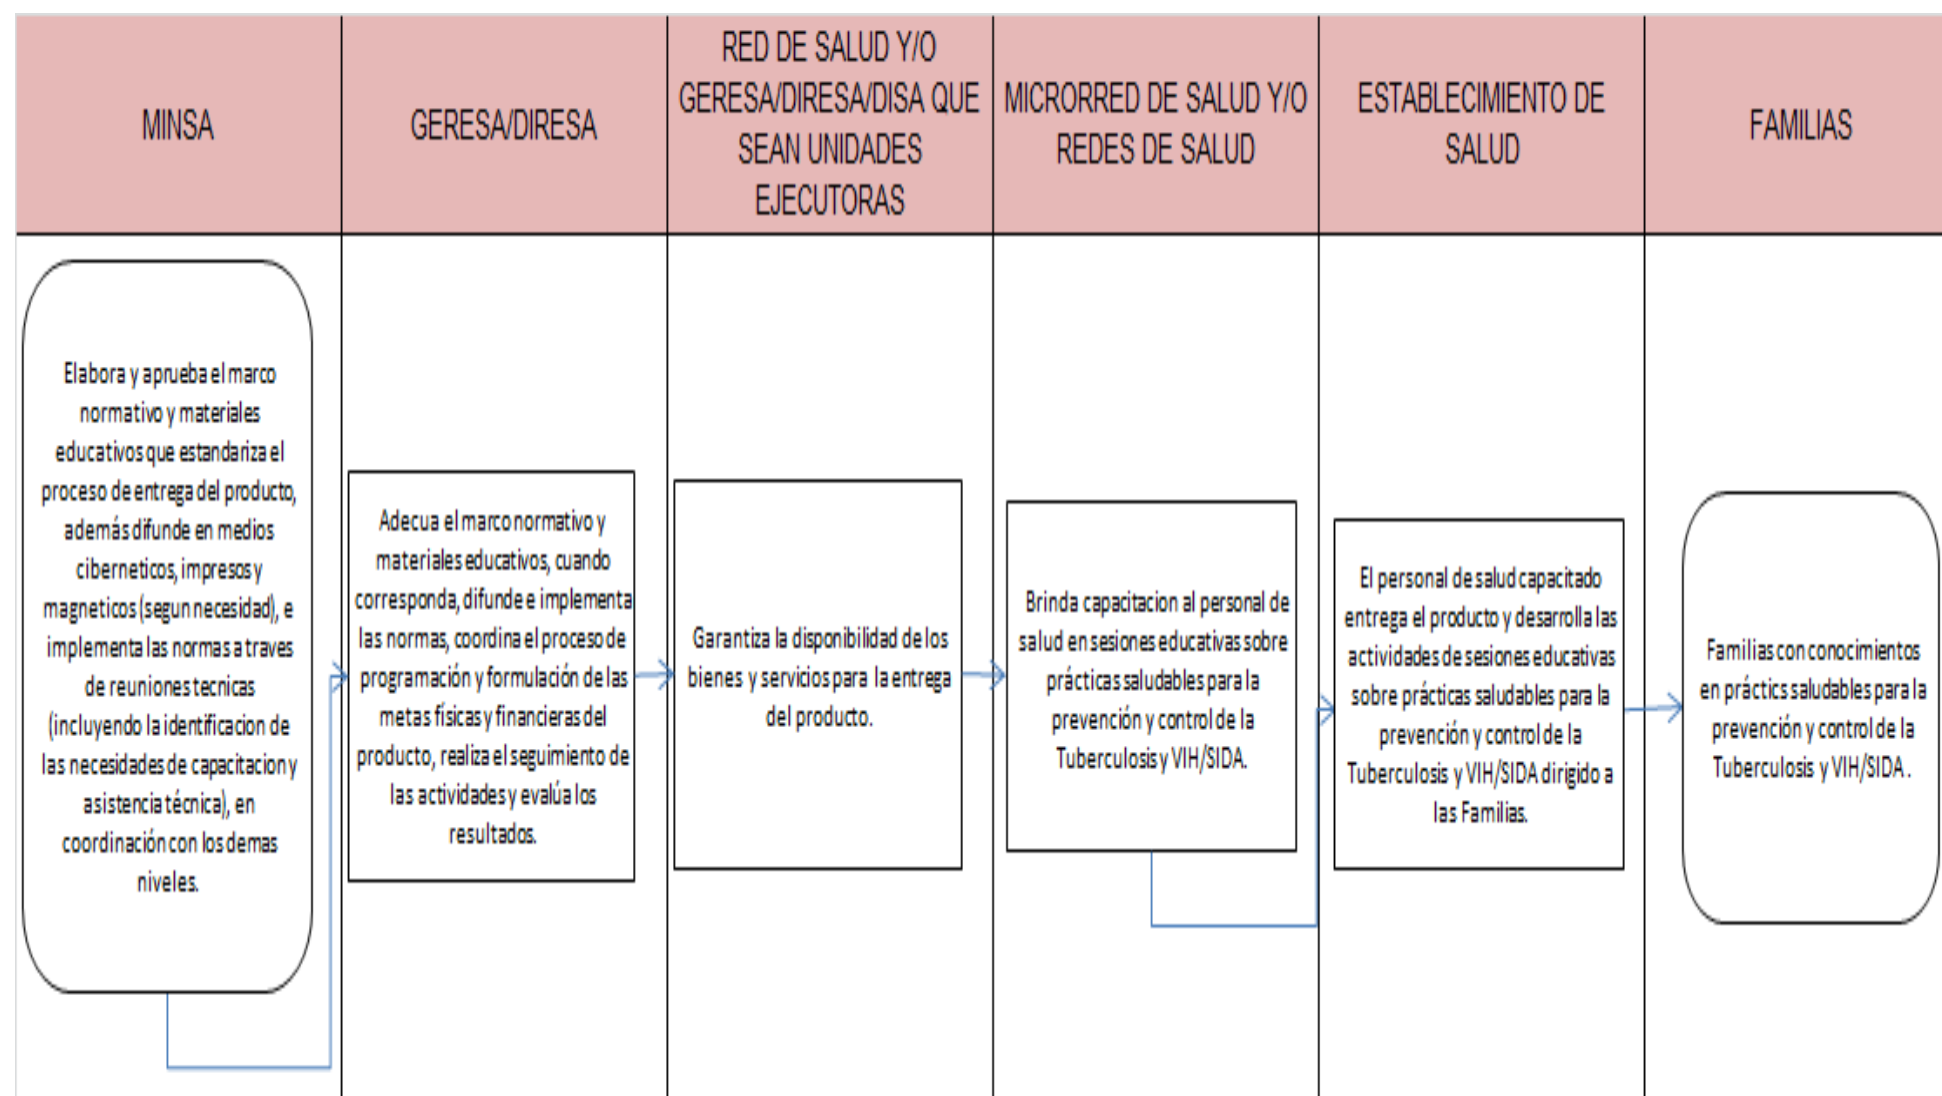 MINSA
GERESA/DIRESA
RED DE SALUD Y/O
GERESA/DIRESA/DISA QUE
SEAN UNIDADES
EJECUTORAS
MICRORRED DE SALUD Y/O
REDES DE SALUD
ESTABLECIMIENTO DE
SALUD
FAMILIAS
Elabora y aprueba el marco
normativo y materiales
educativos que estandariza el
proceso de entrega del producto,
además difunde en medios
ciberneticos, impresos y
magneticos (segun necesidad), e
implementa las normas a traves
de reuniones tecnicas
(incluyendo la identificacion de
las necesidades de capacitacion y
asistencia técnica), en
coordinación con los demas
niveles.
Adecua el marco normativo y
materiales educativos, cuando
corresponda, difunde e implementa
las normas, coordina el proceso de
programación y formulación de las
metas físicas y financieras del
producto, realiza el seguimiento de
las actividades y evalúa los
resultados.
Garantiza la disponibilidad de los
bienes y servicios para la entrega
del producto.
Brinda capacitacion al personal de
salud en sesiones educativas sobre
prácticas saludables para la
prevención y control de la
Tuberculosis y VIH/SIDA.
El personal de salud capacitado
entrega el producto y desarrolla las
actividades de sesiones educativas
sobre prácticas saludables para la
prevención y control de la
Tuberculosis y VIH/SIDA dirigido a
las Familias.
Familias con conocimientos
en práctics saludables para la
prevención y control de la
Tuberculosis y VIH/SIDA .